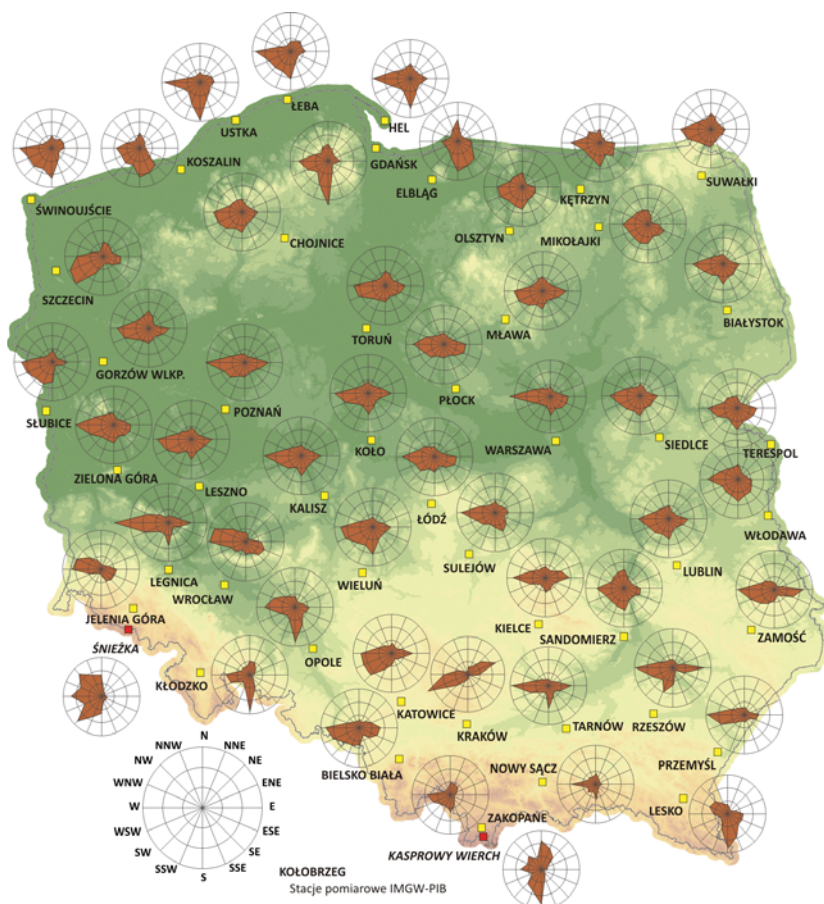 ŁEBA
USTKA
HEL
GDAŃSK
KOSZALIN
ELBLĄG
KĘTRZYN
SUWAŁKI
ŚWINOUJŚCIE
CHOJNICE
OLSZTYN
MIKOŁAJKI
SZCZECIN
BIAŁYSTOK
TORUŃ
MŁAWA
GORZÓW WLKP.
PŁOCK
POZNAŃ
SŁUBICE
KOŁO
WARSZAWA
SIEDLCE
TERESPOL
ZIELONA GÓRA
LESZNO
KALISZ
ŁÓDŹ
WŁODAWA
SULEJÓW
LUBLIN
LEGNICA
WROCŁAW
WIELUŃ
JELENIA GÓRA
KIELCE
SANDOMIERZ
ZAMOŚĆ
ŚNIEŻKA
OPOLE
KŁODZKO
KATOWICE
KRAKÓW
TARNÓW
RZESZÓW
PRZEMYŚL
BIELSKO BIAŁA
NOWY SĄCZ
LESKO
ZAKOPANE
KASPROWY WIERCH
N
NNW
NNE
NW
NE
WNW
ENE
W
E
WSW
ESE
SW
SE
SSW
SSE
S
KOŁOBRZEG
Stacje pomiarowe IMGW-PIB